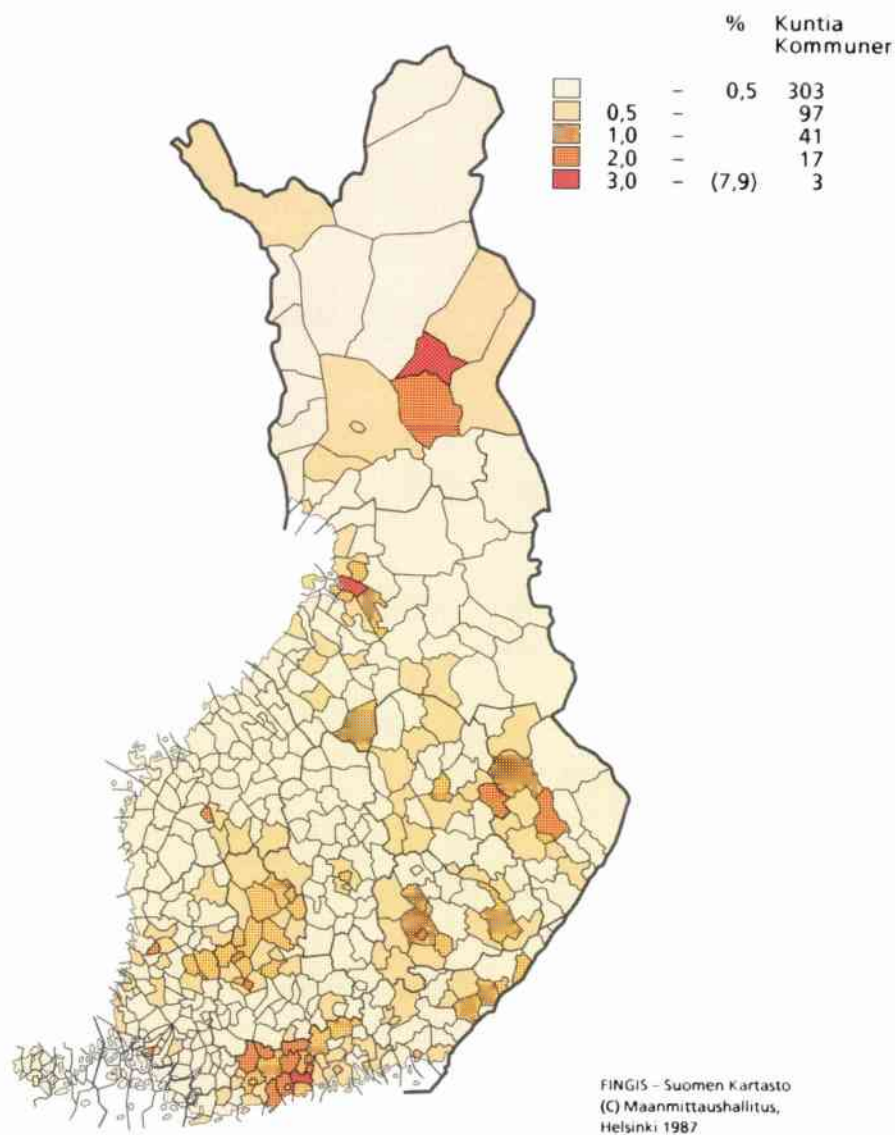 % Kuntia
Kommuner
– 0,5 303
0,5 – 97
1,0 – 41
2,0 – 17
3,0 – (7,9) 3
FINGIS – Suomen Kartasto
(C) Maanmittaushallitus,
Helsinki 1987